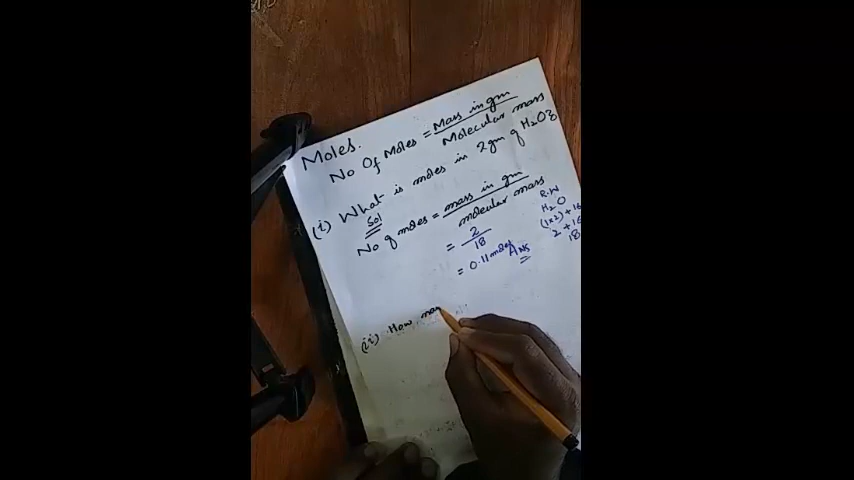 Moles.
No Of Moles = Mass in gm
Molecular mass
(i) What is moles in 2gm of H₂O?
Sol
No of moles = mass in gm
molecular mass
= 2
18
= 0.11 moles Ans
R.W
H₂O
(1×2) + 16
2 + 16
18
(ii) How man